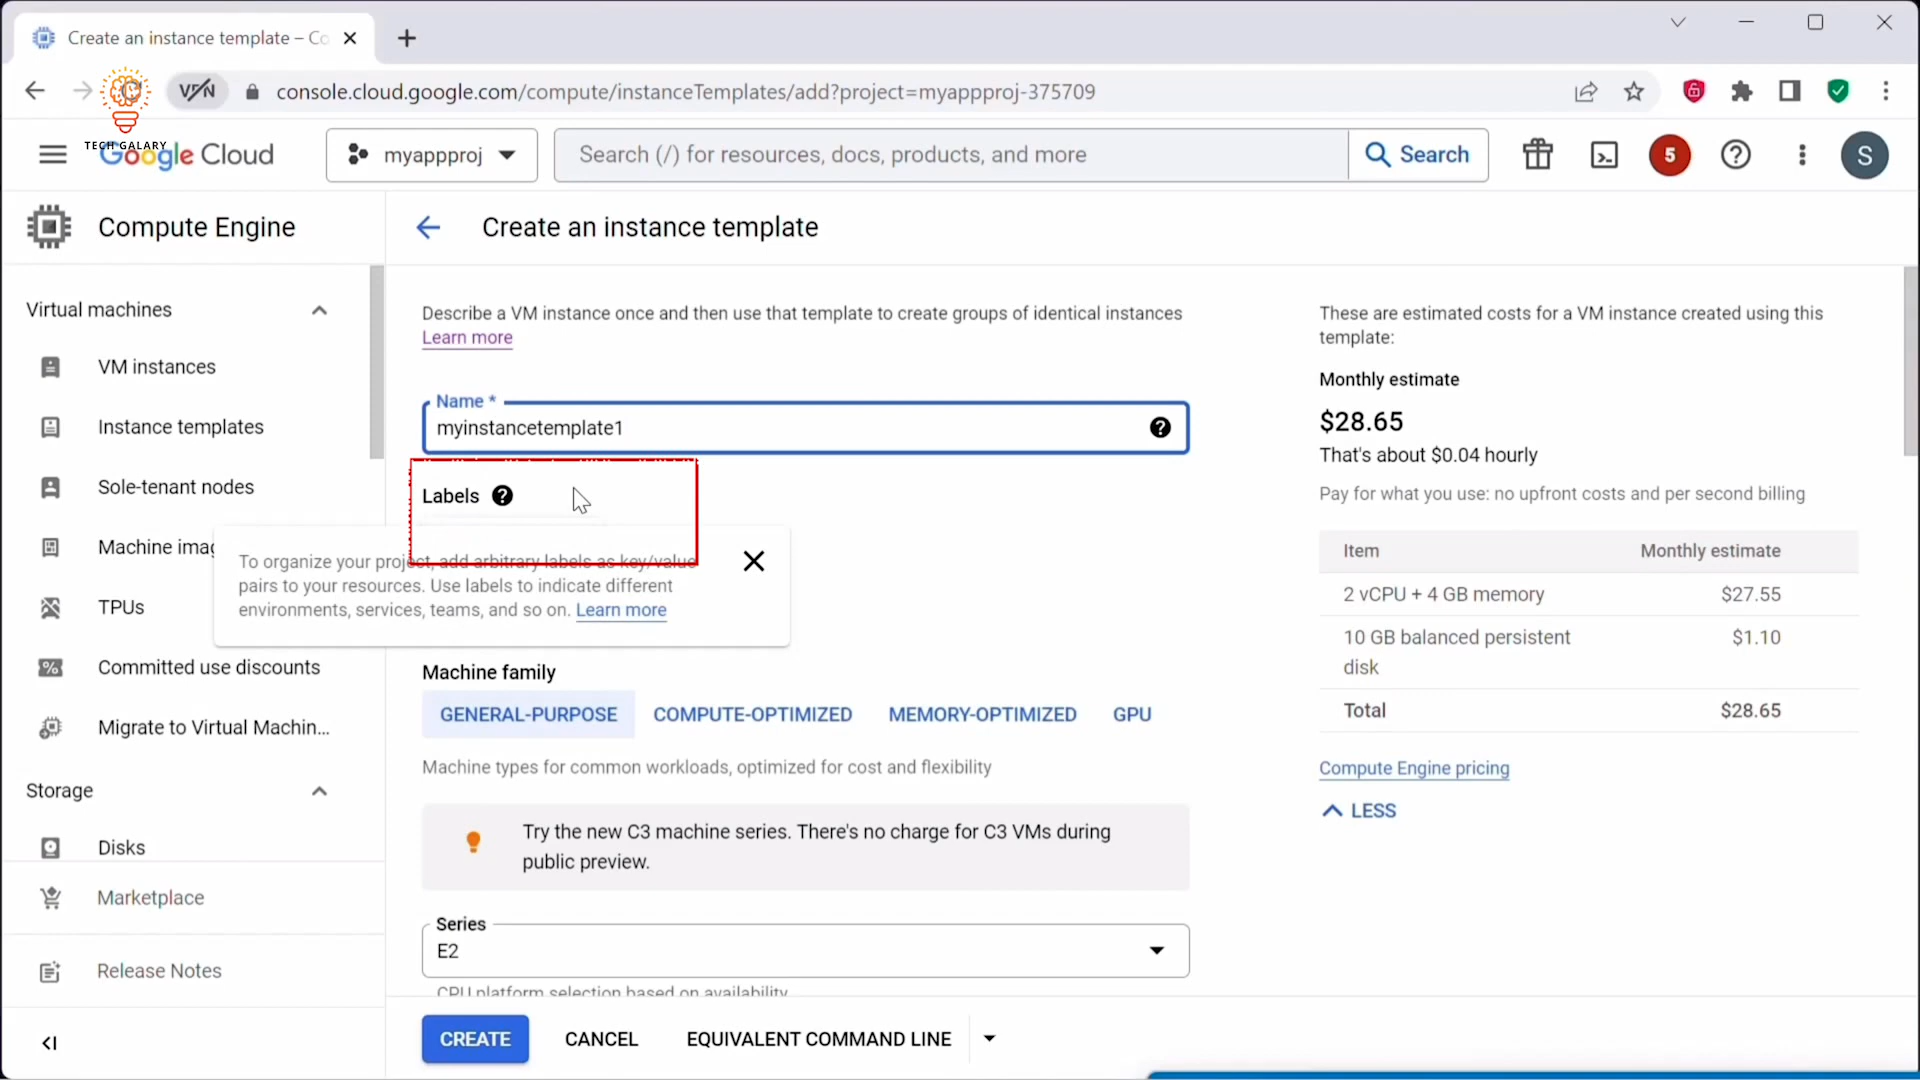 Create an instance template – Co
VPN
console.cloud.google.com/compute/instanceTemplates/add?project=myappproj-375709
TECH GALARY
Google Cloud
myappproj
Search (/) for resources, docs, products, and more
Search
5
S
Compute Engine
Create an instance template
Virtual machines
VM instances
Instance templates
Sole-tenant nodes
Machine imag
TPUs
Committed use discounts
Migrate to Virtual Machin...
Storage
Disks
Marketplace
Release Notes
Describe a VM instance once and then use that template to create groups of identical instances
Learn more
Name *
myinstancetemplate1
Labels
To organize your project, add arbitrary labels as key/value
pairs to your resources. Use labels to indicate different
environments, services, teams, and so on. Learn more
Machine family
GENERAL-PURPOSE
COMPUTE-OPTIMIZED
MEMORY-OPTIMIZED
GPU
Machine types for common workloads, optimized for cost and flexibility
Try the new C3 machine series. There's no charge for C3 VMs during
public preview.
Series
E2
CPU platform selection based on availability
CREATE
CANCEL
EQUIVALENT COMMAND LINE
These are estimated costs for a VM instance created using this
template:
Monthly estimate
$28.65
That's about $0.04 hourly
Pay for what you use: no upfront costs and per second billing
Item Monthly estimate
2 vCPU + 4 GB memory $27.55
10 GB balanced persistent $1.10
disk
Total $28.65
Compute Engine pricing
LESS